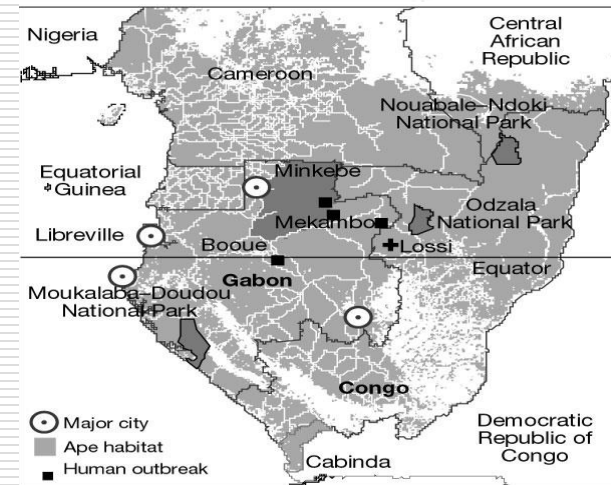 Nigeria
Central
African
Republic
Cameroon
Nouabale-Ndoki
National Park
Equatorial
Guinea
Minkebe
Odzala
National Park
Mekambo
Libreville
Booue
Lossi
Equator
Gabon
Moukalaba-Doudou
National Park
Congo
Major city
Ape habitat
Human outbreak
Cabinda
Democratic
Republic of
Congo